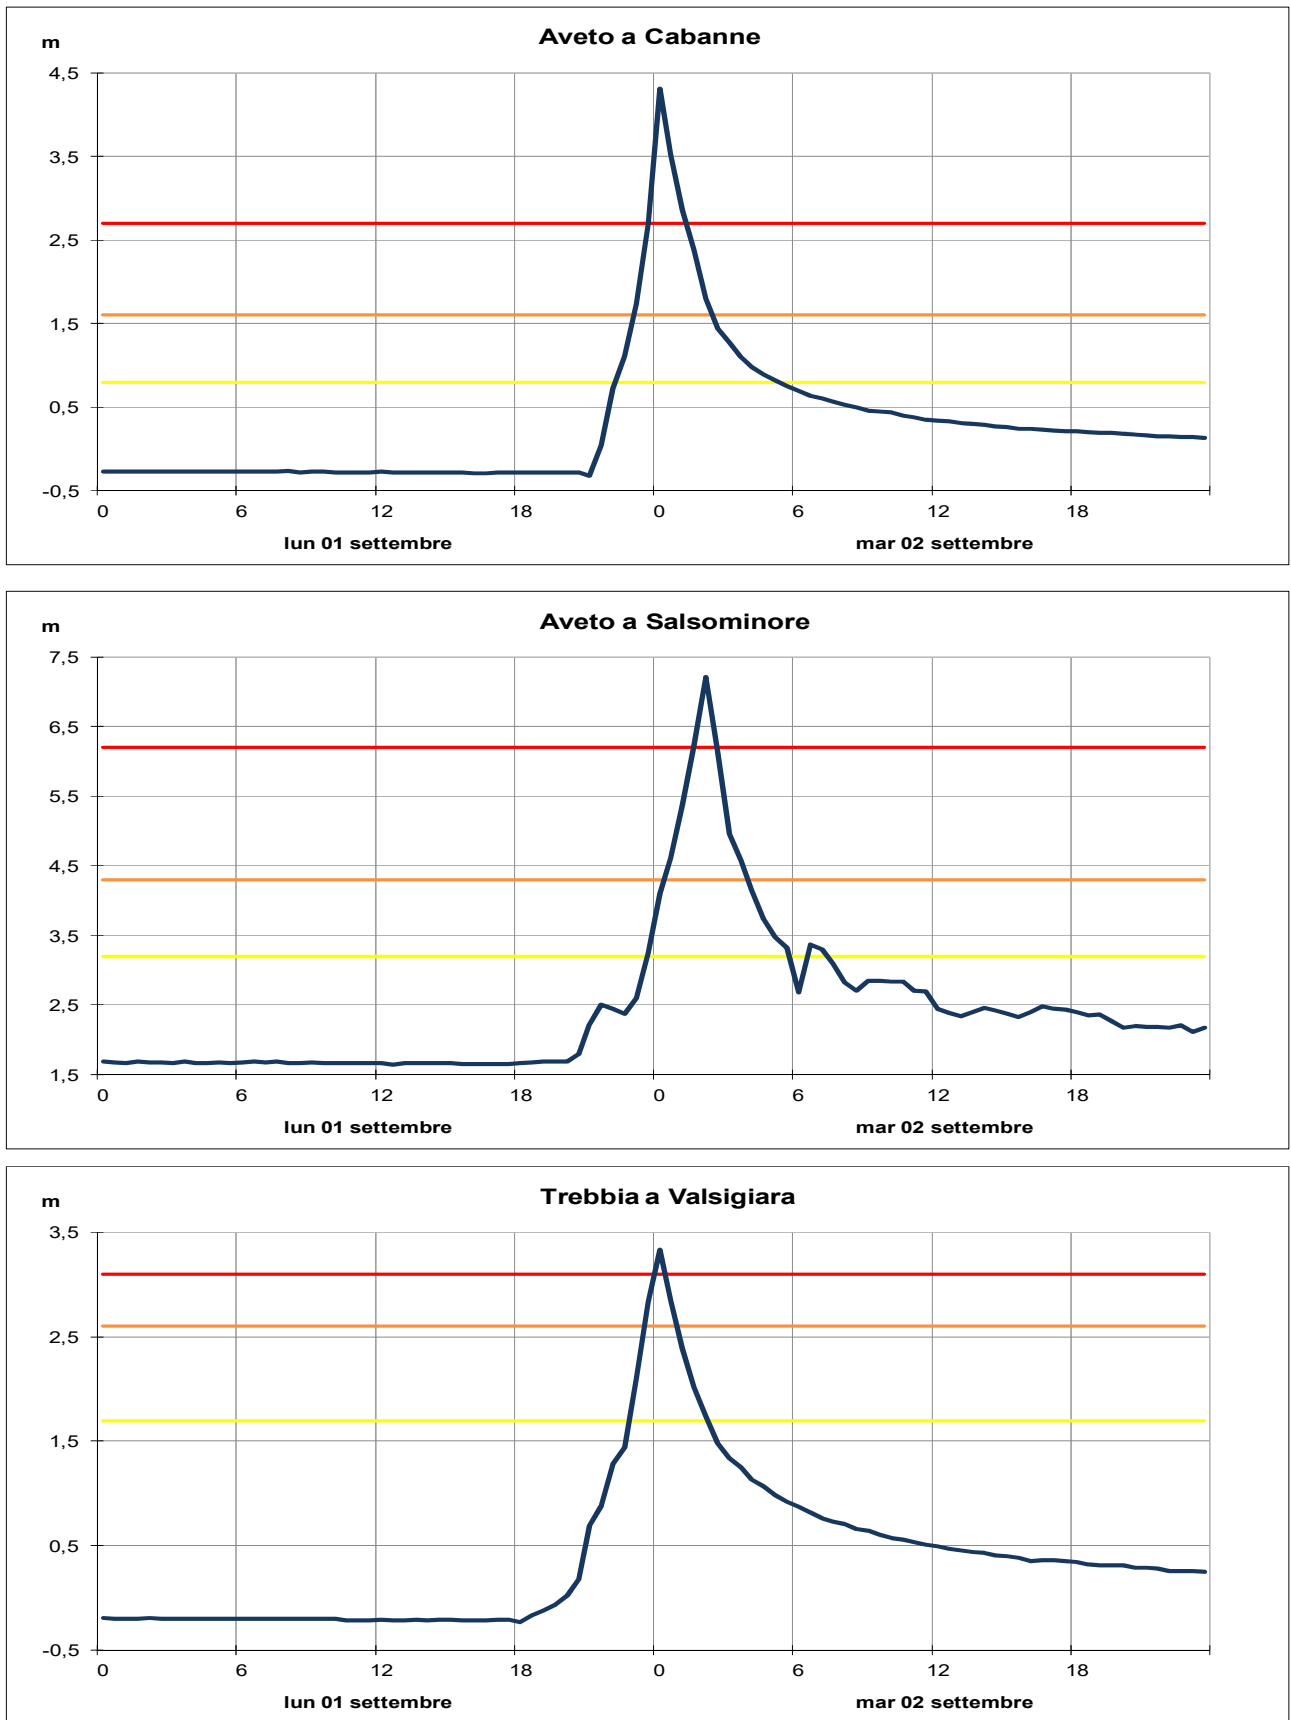 Aveto a Cabanne
m
4,5
3,5
2,5
1,5
0,5
-0,5
0 6 12 18 0 6 12 18
lun 01 settembre mar 02 settembre
Aveto a Salsominore
m
7,5
6,5
5,5
4,5
3,5
2,5
1,5
0 6 12 18 0 6 12 18
lun 01 settembre mar 02 settembre
Trebbia a Valsigiara
m
3,5
2,5
1,5
0,5
-0,5
0 6 12 18 0 6 12 18
lun 01 settembre mar 02 settembre